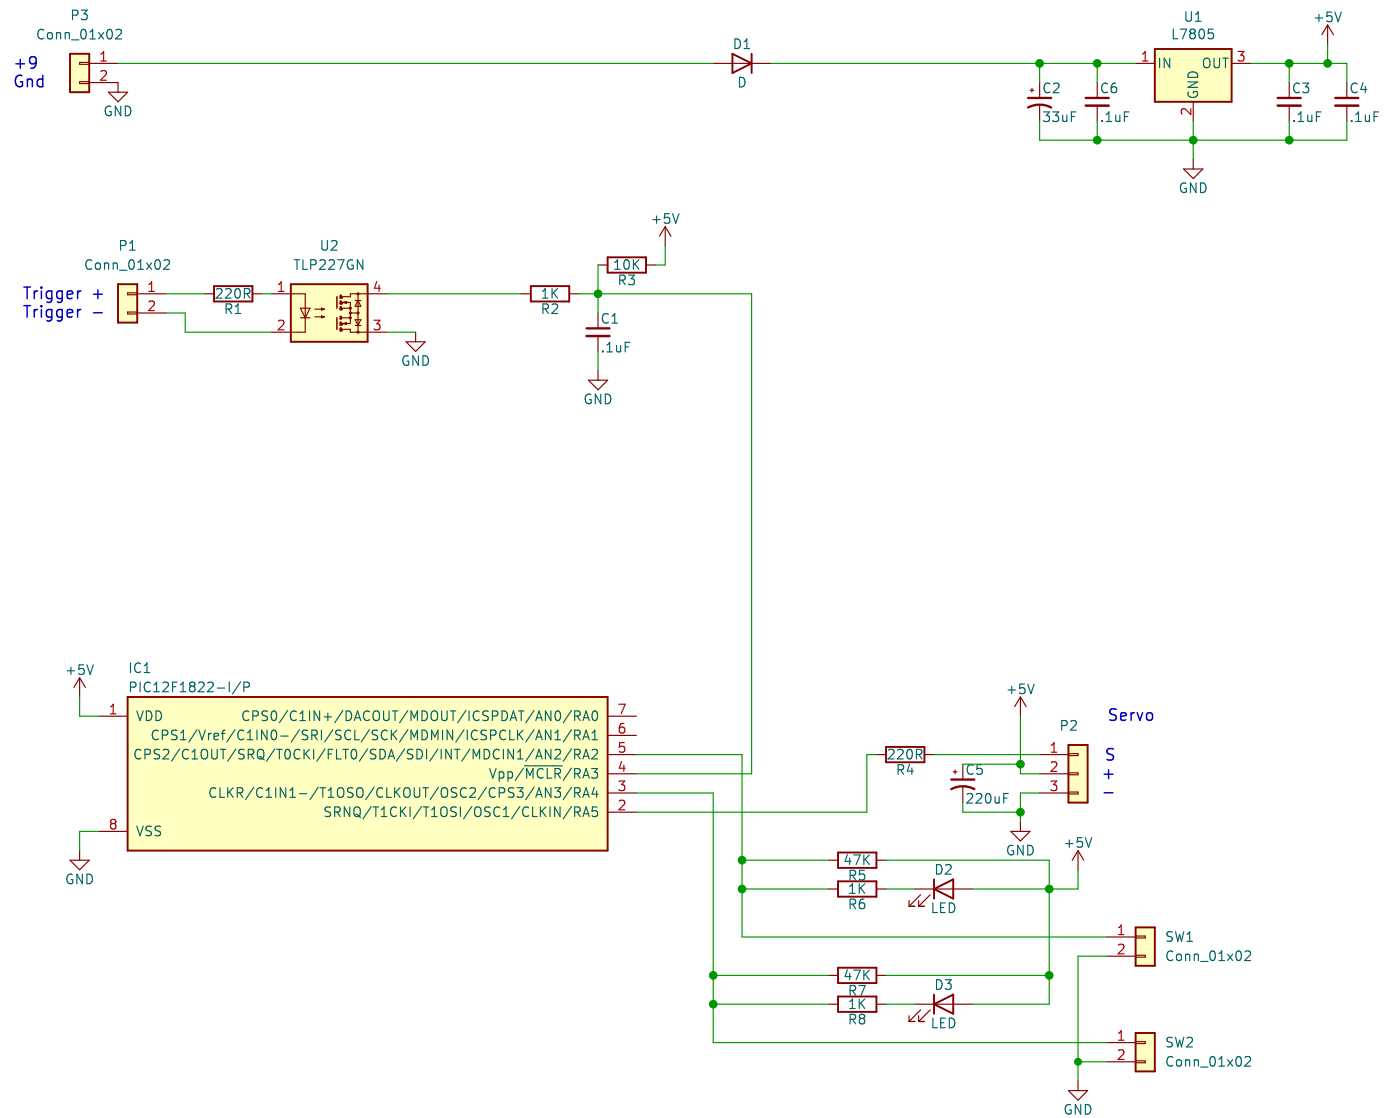 P3
Conn_01x02
+9
Gnd
1
2
GND
D1
D
C2
33uF
C6
.1uF
U1
L7805
1
IN
OUT
3
GND
2
+5V
C3
.1uF
C4
.1uF
GND
P1
Conn_01x02
Trigger +
Trigger -
1
2
220R
R1
U2
TLP227GN
1
2
4
3
GND
1K
R2
10K
R3
+5V
C1
.1uF
GND
+5V
IC1
PIC12F1822-I/P
1
VDD
CPS0/C1IN+/DACOUT/MDOUT/ICSPDAT/AN0/RA0
7
CPS1/Vref/C1IN0-/SRI/SCL/SCK/MDMIN/ICSPCLK/AN1/RA1
6
CPS2/C1OUT/SRQ/T0CKI/FLT0/SDA/SDI/INT/MDCIN1/AN2/RA2
5
Vpp/MCLR/RA3
4
CLKR/C1IN1-/T1OSO/CLKOUT/OSC2/CPS3/AN3/RA4
3
SRNQ/T1CKI/T1OSI/OSC1/CLKIN/RA5
2
8
VSS
GND
+5V
Servo
P2
220R
R4
1
S
2
+
3
-
C5
220uF
GND
+5V
47K
R5
1K
R6
D2
LED
1
2
SW1
Conn_01x02
47K
R7
1K
R8
D3
LED
1
2
SW2
Conn_01x02
GND